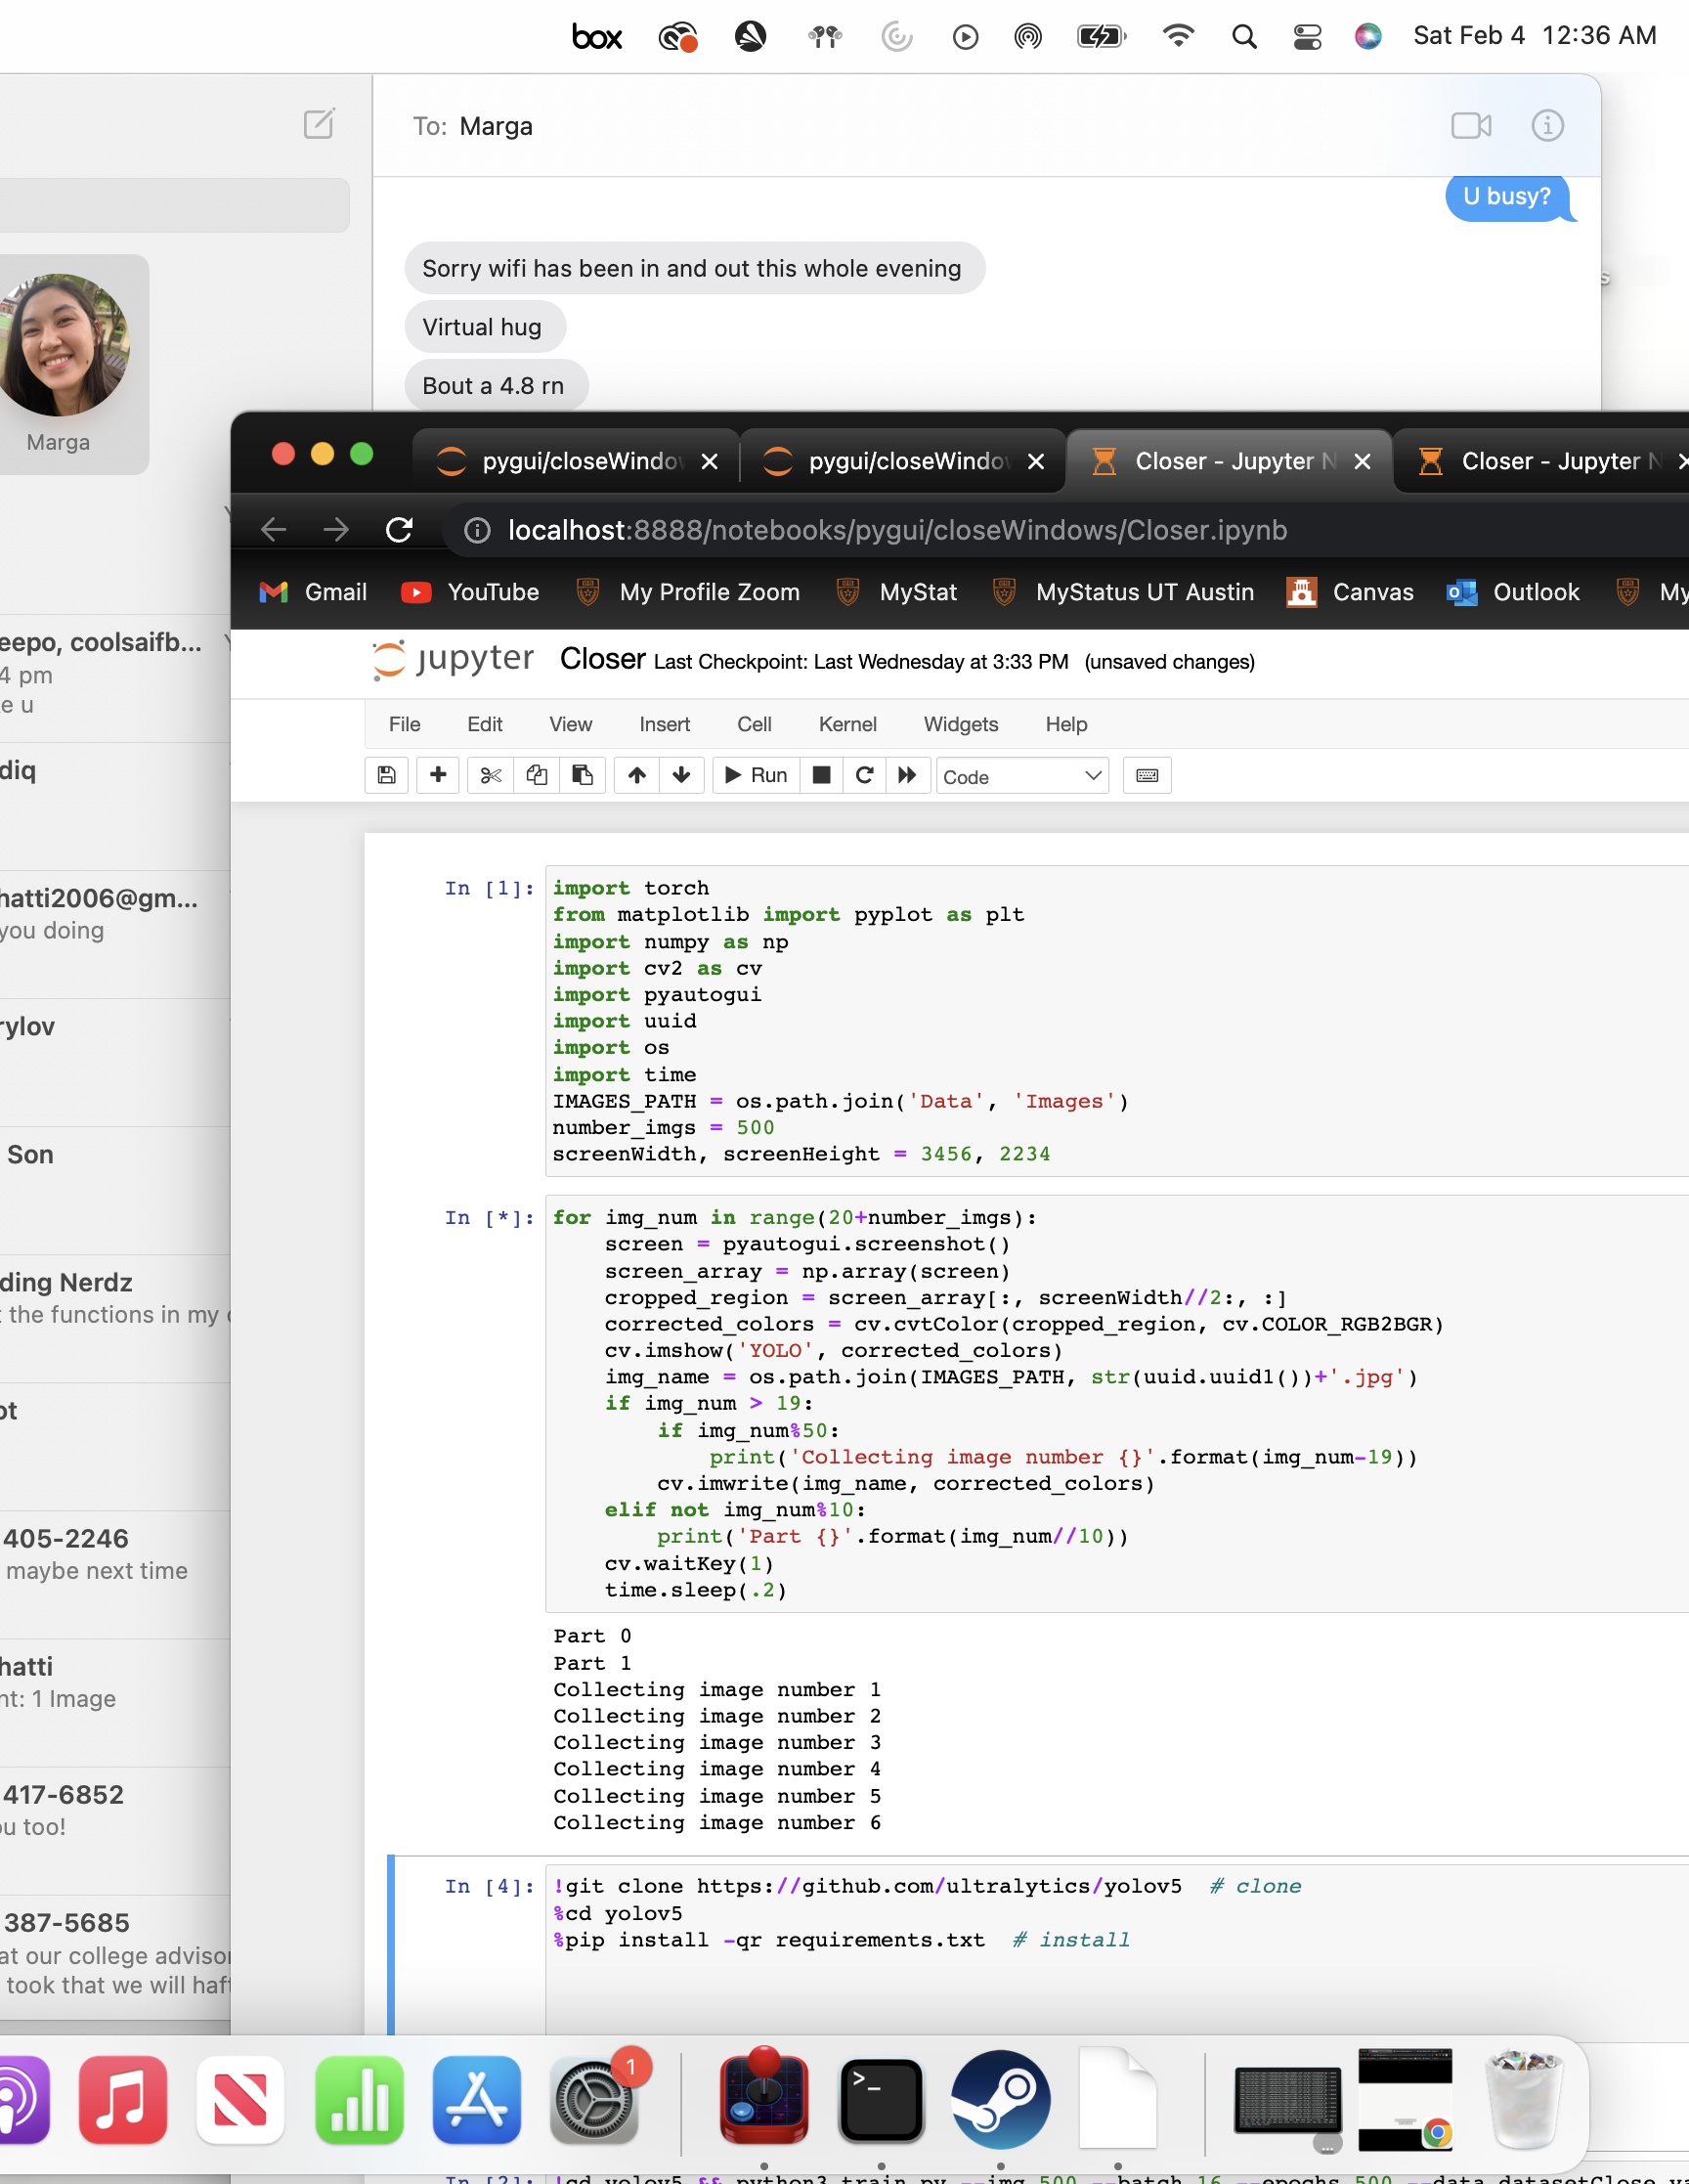 box
Sat Feb 4 12:36 AM
To: Marga
U busy?
Sorry wifi has been in and out this whole evening
Virtual hug
Bout a 4.8 rn
Marga
eepo, coolsaifb...
4 pm
e u
diq
hatti2006@gm...
you doing
rylov
Son
ding Nerdz
t the functions in my
ot
405-2246
maybe next time
hatti
nt: 1 Image
417-6852
ou too!
387-5685
at our college advisor
took that we will haft
pygui/closeWindo
pygui/closeWindo
Closer - Jupyter N
Closer - Jupyter N
localhost:8888/notebooks/pygui/closeWindows/Closer.ipynb
Gmail YouTube My Profile Zoom MyStat MyStatus UT Austin Canvas Outlook My
jupyter Closer Last Checkpoint: Last Wednesday at 3:33 PM (unsaved changes)
File Edit View Insert Cell Kernel Widgets Help
Run Code
In [1]: import torch
from matplotlib import pyplot as plt
import numpy as np
import cv2 as cv
import pyautogui
import uuid
import os
import time
IMAGES_PATH = os.path.join('Data', 'Images')
number_imgs = 500
screenWidth, screenHeight = 3456, 2234
In [*]: for img_num in range(20+number_imgs):
screen = pyautogui.screenshot()
screen_array = np.array(screen)
cropped_region = screen_array[:, screenWidth//2:, :]
corrected_colors = cv.cvtColor(cropped_region, cv.COLOR_RGB2BGR)
cv.imshow('YOLO', corrected_colors)
img_name = os.path.join(IMAGES_PATH, str(uuid.uuid1())+'.jpg')
if img_num > 19:
if img_num%50:
print('Collecting image number {}'.format(img_num-19))
cv.imwrite(img_name, corrected_colors)
elif not img_num%10:
print('Part {}'.format(img_num//10))
cv.waitKey(1)
time.sleep(.2)
Part 0
Part 1
Collecting image number 1
Collecting image number 2
Collecting image number 3
Collecting image number 4
Collecting image number 5
Collecting image number 6
In [4]: !git clone https://github.com/ultralytics/yolov5 # clone
%cd yolov5
%pip install -qr requirements.txt # install
1
In [2]: !cd yolov5 && python3 train.py --img 500 --batch 16 --epochs 500 --data datasetClose.ya